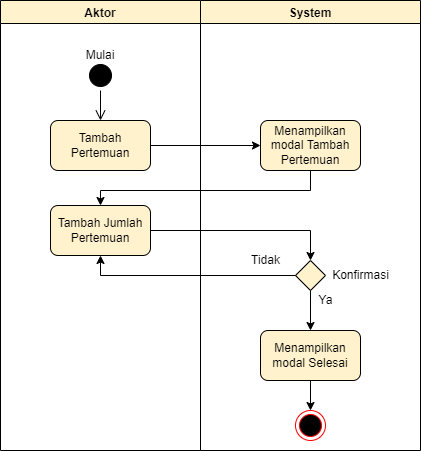 Aktor
System
Mulai
Tambah
Pertemuan
Menampilkan
modal Tambah
Pertemuan
Tambah Jumlah
Pertemuan
Tidak
Konfirmasi
Ya
Menampilkan
modal Selesai